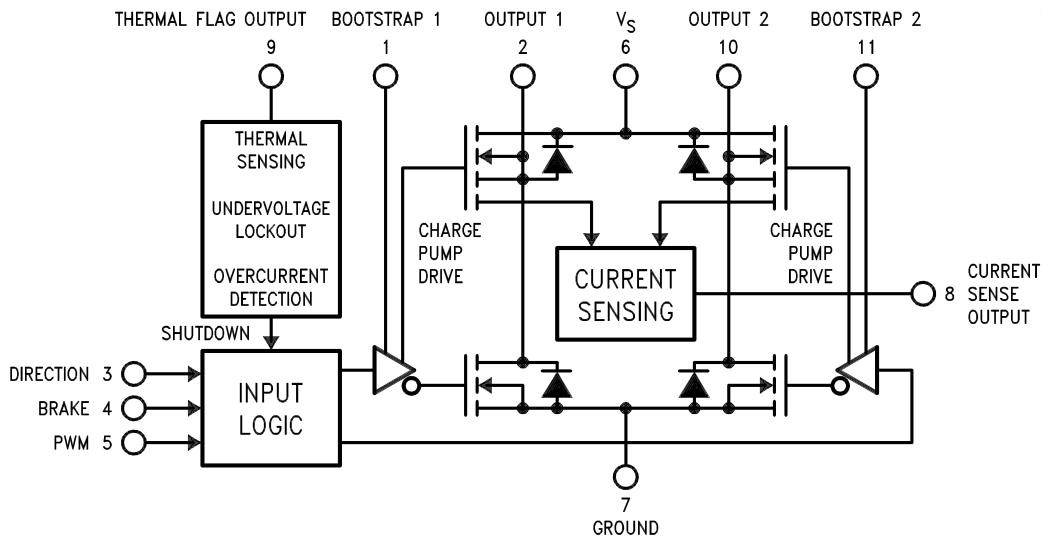 THERMAL FLAG OUTPUT
9
BOOTSTRAP 1
1
OUTPUT 1
2
VS
6
OUTPUT 2
10
BOOTSTRAP 2
11
THERMAL
SENSING
UNDERVOLTAGE
LOCKOUT
OVERCURRENT
DETECTION
CHARGE
PUMP
DRIVE
CHARGE
PUMP
DRIVE
CURRENT
SENSING
8
CURRENT
SENSE
OUTPUT
SHUTDOWN
DIRECTION 3
BRAKE 4
PWM 5
INPUT
LOGIC
7
GROUND